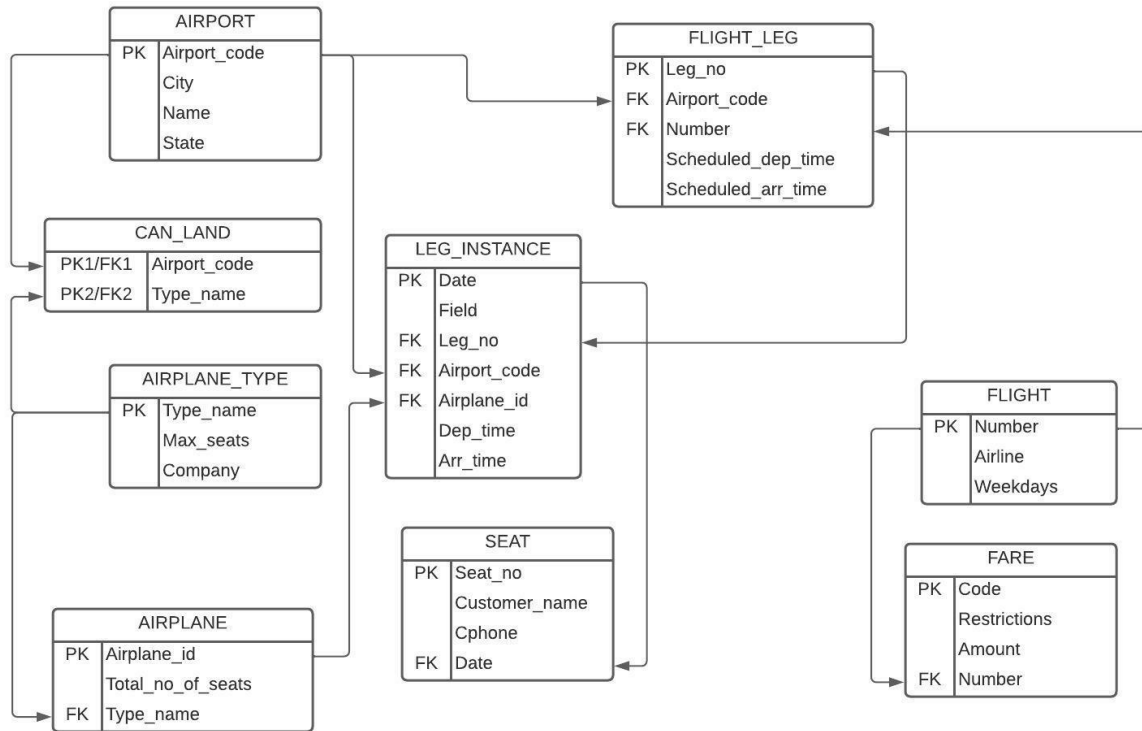 AIRPORT
PK Airport_code
City
Name
State
FLIGHT_LEG
PK Leg_no
FK Airport_code
FK Number
Scheduled_dep_time
Scheduled_arr_time
CAN_LAND
PK1/FK1 Airport_code
PK2/FK2 Type_name
LEG_INSTANCE
PK Date
Field
FK Leg_no
FK Airport_code
FK Airplane_id
Dep_time
Arr_time
AIRPLANE_TYPE
PK Type_name
Max_seats
Company
FLIGHT
PK Number
Airline
Weekdays
SEAT
PK Seat_no
Customer_name
Cphone
FK Date
FARE
PK Code
Restrictions
Amount
FK Number
AIRPLANE
PK Airplane_id
Total_no_of_seats
FK Type_name